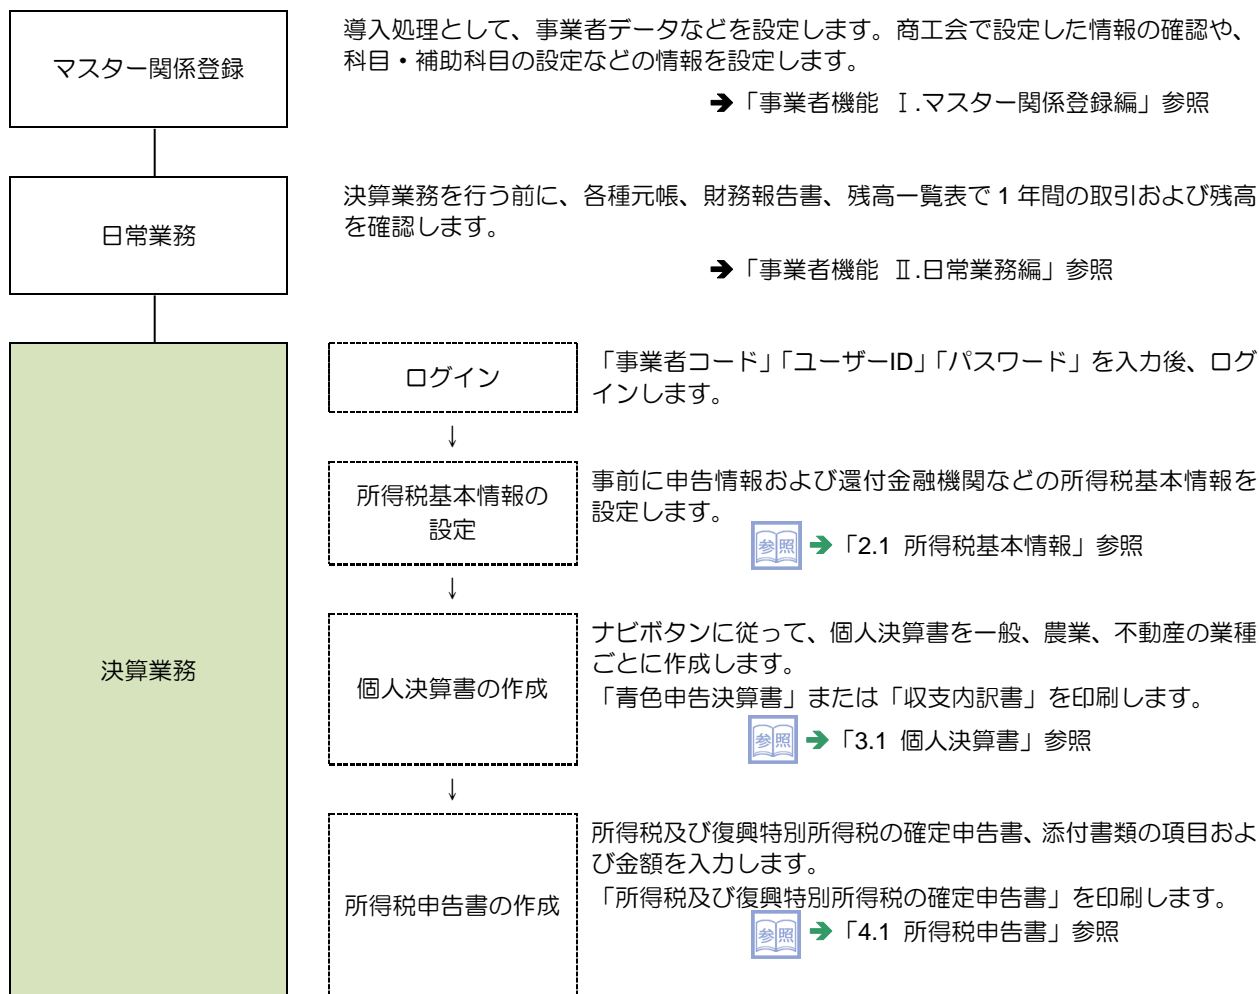 マスター関係登録
導入処理として、事業者データなどを設定します。商工会で設定した情報の確認や、
科目・補助科目の設定などの情報を設定します。
➔「事業者機能 Ⅰ.マスター関係登録編」参照
日常業務
決算業務を行う前に、各種元帳、財務報告書、残高一覧表で 1 年間の取引および残高
を確認します。
➔「事業者機能 Ⅱ.日常業務編」参照
決算業務
ログイン
「事業者コード」「ユーザーID」「パスワード」を入力後、ログ
インします。
↓
所得税基本情報の
設定
事前に申告情報および還付金融機関などの所得税基本情報を
設定します。
参照 ➔「2.1 所得税基本情報」参照
↓
個人決算書の作成
ナビボタンに従って、個人決算書を一般、農業、不動産の業種
ごとに作成します。
「青色申告決算書」または「収支内訳書」を印刷します。
参照 ➔「3.1 個人決算書」参照
↓
所得税申告書の作成
所得税及び復興特別所得税の確定申告書、添付書類の項目およ
び金額を入力します。
「所得税及び復興特別所得税の確定申告書」を印刷します。
参照 ➔「4.1 所得税申告書」参照